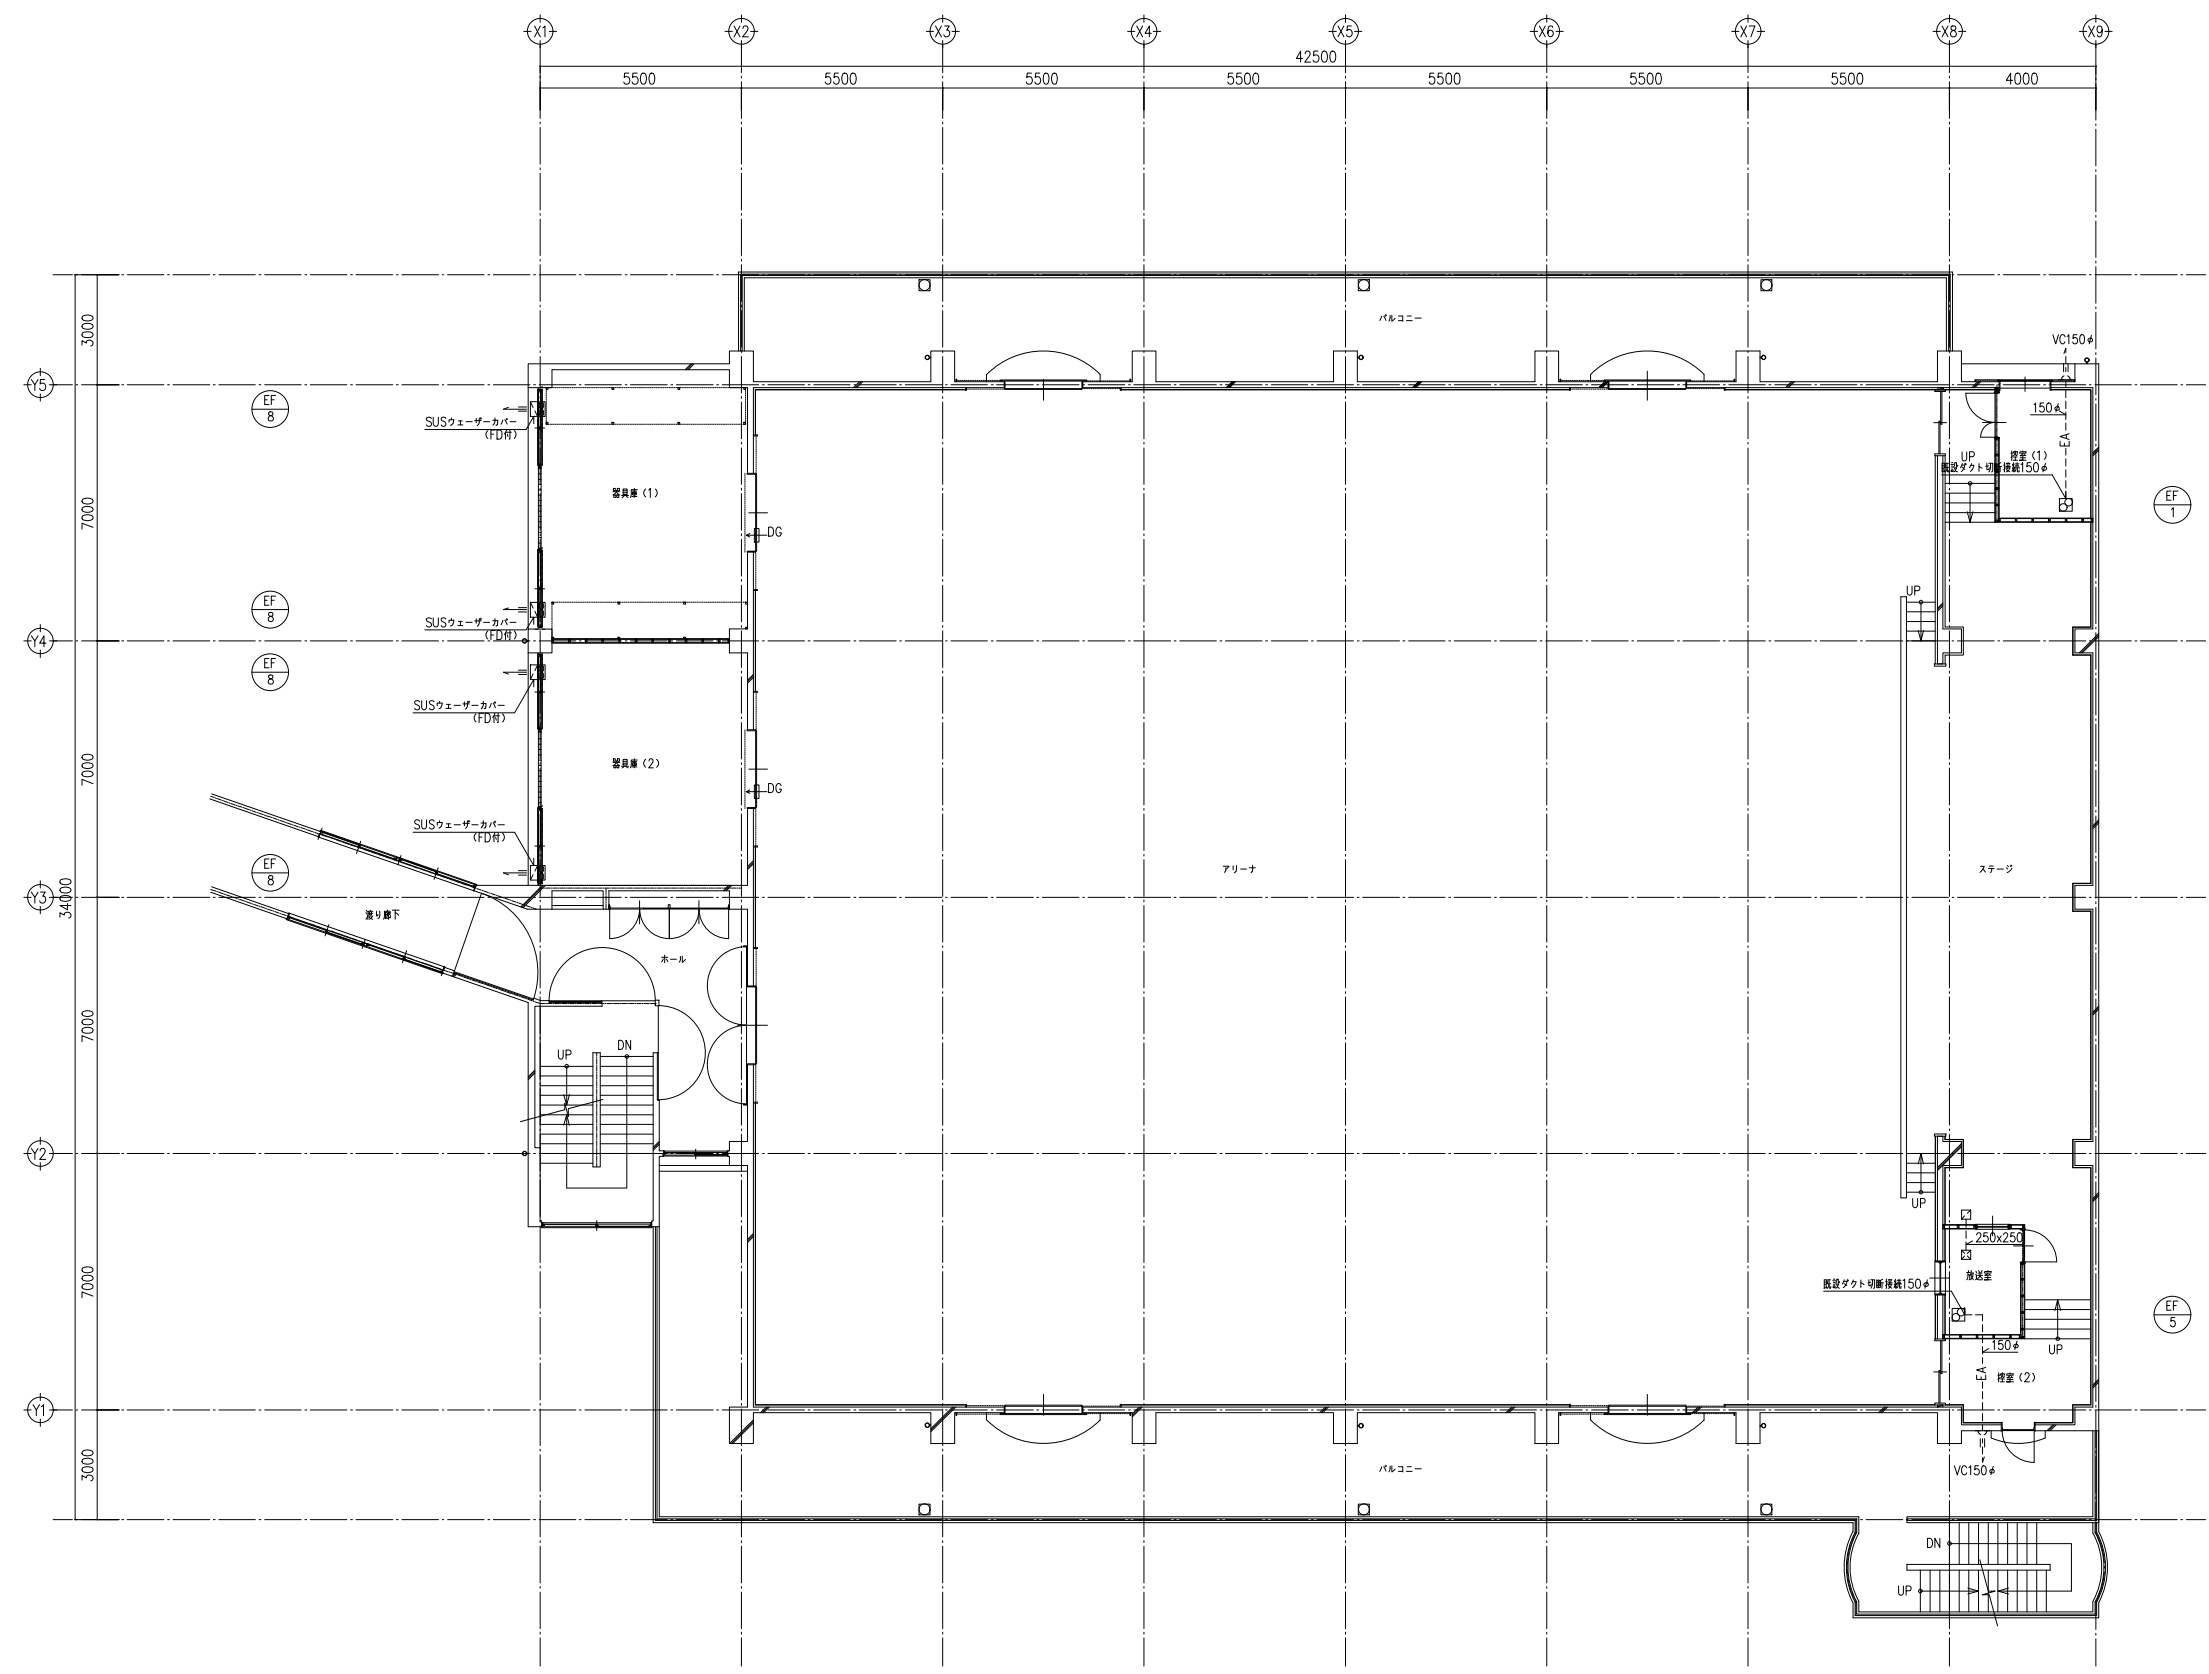 X1 X2 X3 X4 X5 X6 X7 X8 X9
42500
5500 5500 5500 5500 5500 5500 5500 4000
3000
バルコニー
VC150φ
Y5
EF
8
SUSウェーザーカバー
(FD付)
150φ
EA
UP
控室(1)
既設ダクト切断接続150φ
器具庫(1)
7000
EF
1
DG
UP
EF
8
SUSウェーザーカバー
(FD付)
Y4
EF
8
SUSウェーザーカバー
(FD付)
器具庫(2)
7000
DG
SUSウェーザーカバー
(FD付)
EF
8
アリーナ
ステージ
Y3
34000
渡り廊下
ホール
7000
UP
DN
Y2
UP
250x250
放送室
既設ダクト切断接続150φ
7000
EF
5
150φ
UP
EA
控室(2)
Y1
3000
バルコニー
VC150φ
DN
UP